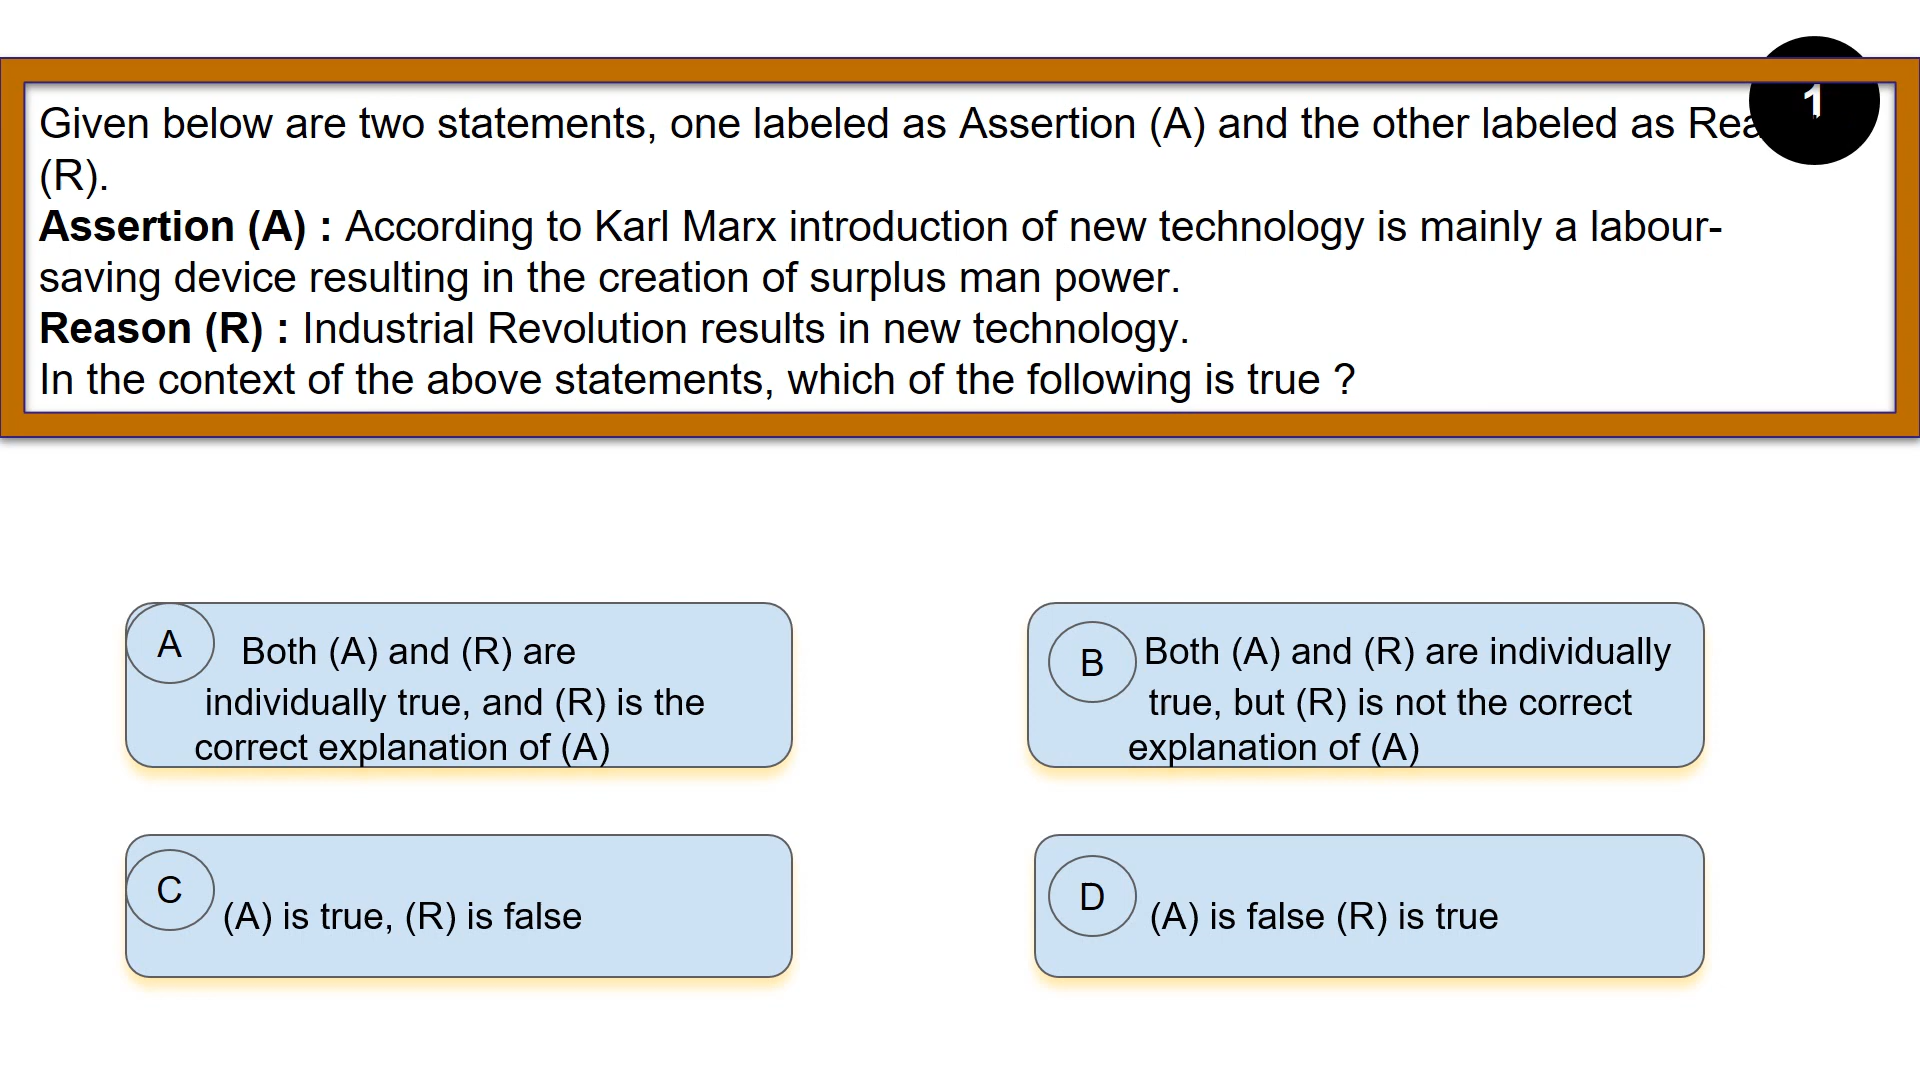 1
Given below are two statements, one labeled as Assertion (A) and the other labeled as
(R).
Assertion (A) : According to Karl Marx introduction of new technology is mainly a labour-
saving device resulting in the creation of surplus man power.
Reason (R) : Industrial Revolution results in new technology.
In the context of the above statements, which of the following is true ?
A
Both (A) and (R) are
individually true, and (R) is the
correct explanation of (A)
B
Both (A) and (R) are individually
true, but (R) is not the correct
explanation of (A)
C
(A) is true, (R) is false
D
(A) is false (R) is true